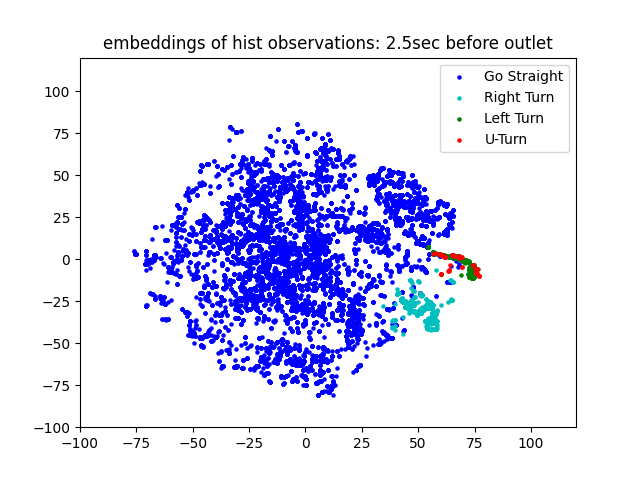 embeddings of hist observations: 2.5sec before outlet
Go Straight
Right Turn
Left Turn
U-Turn
100
75
50
25
0
−25
−50
−75
−100
−100 −75 −50 −25 0 25 50 75 100